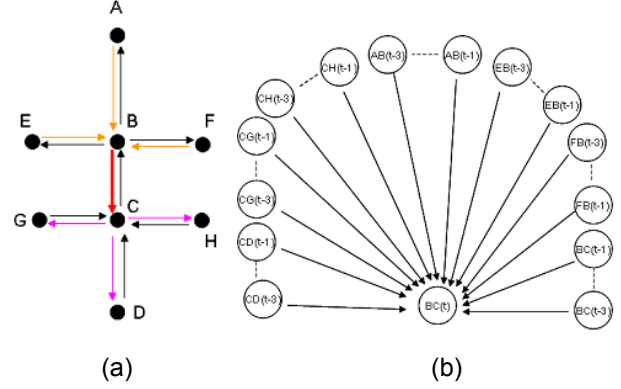 A
E
B
F
G
C
H
D
(a)
AB(t-3)
AB(t-1)
CH(t-1)
EB(t-3)
CH(t-3)
EB(t-1)
CG(t-1)
FB(t-3)
CG(t-3)
FB(t-1)
CD(t-1)
BC(t-1)
CD(t-3)
BC(t)
BC(t-3)
(b)